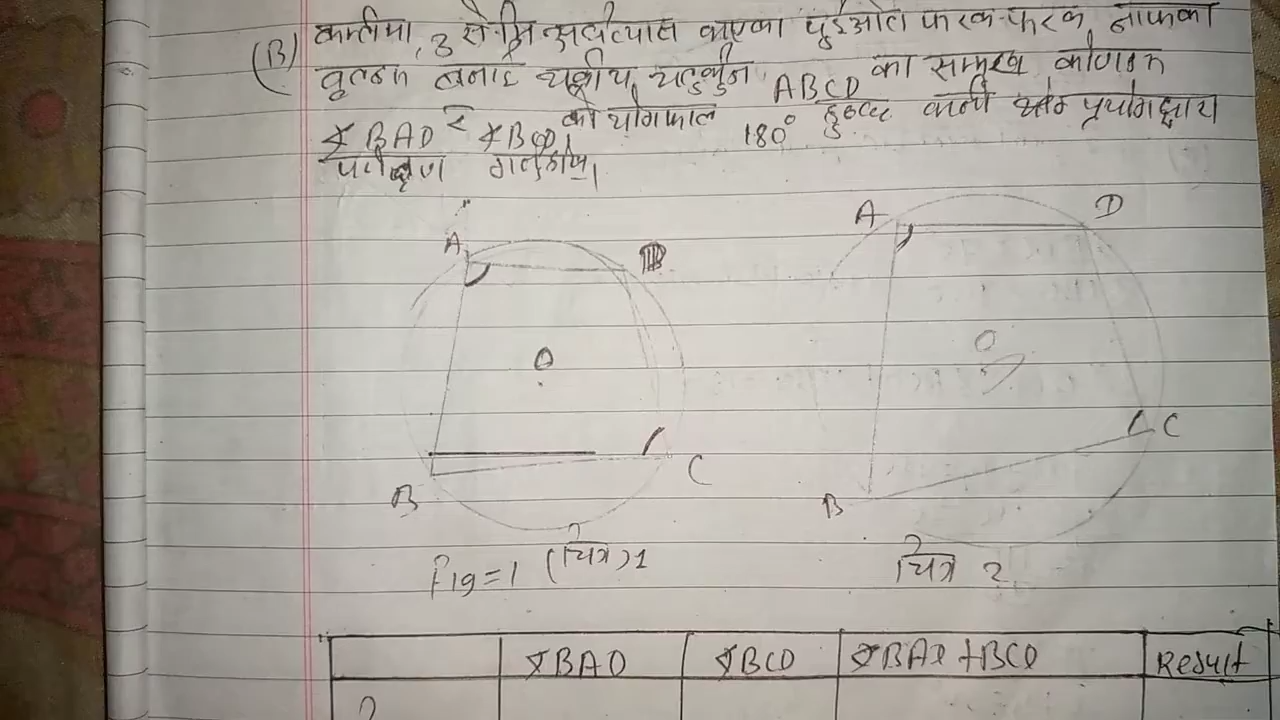 (B) कम्तीमा 3 से.मि अर्धव्यास भएका दुईओटा फरक-फरक नापका
वृतहरू बनाई चक्रीय चतुर्भुज ABCD का सम्मुख कोणहरू
∡BAD र ∡BCD को योगफल 180° हुन्छ भनी प्रयोगद्वारा
परीक्षण गर्नुहोस्।
A
A D
O
O
B C
B C
Fig=1 (चित्र)1
चित्र 2
∡BAD ∡BCD ∡BAD+BCD Result